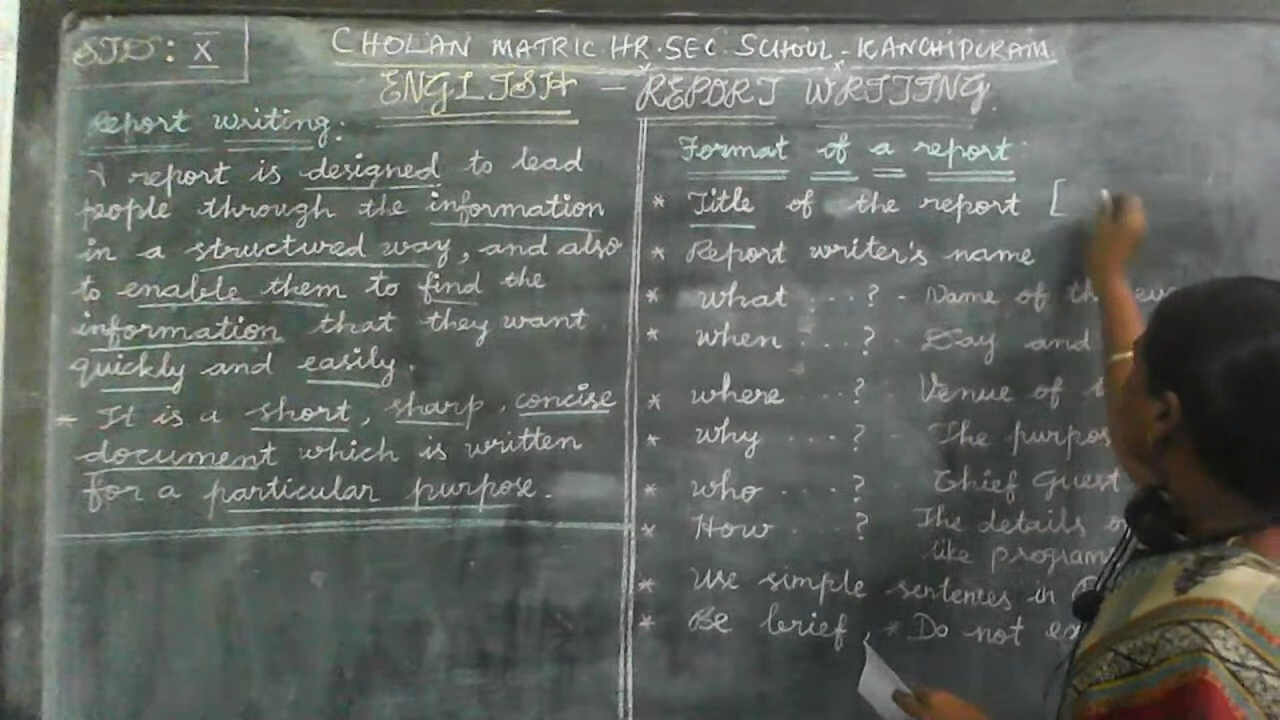 STD: X
CHOLAN MATRIC HR.SEC SCHOOL - KANCHIPURAM
ENGLISH - REPORT WRITING.
Report writing:
A report is designed to lead
people through the information
in a structured way, and also
to enable them to find the
information that they want
quickly and easily.
- It is a short, sharp, concise
document which is written
for a particular purpose.
Format of a report:
* Title of the report [
* Report writer's name
* what ...? - Name of the
* when ...? - Day and
* where ...? - Venue of
* why ...? - The
* who ...? Chief Guest
* How ...? The details
like
* Use simple sentences in
* Be brief, * Do not